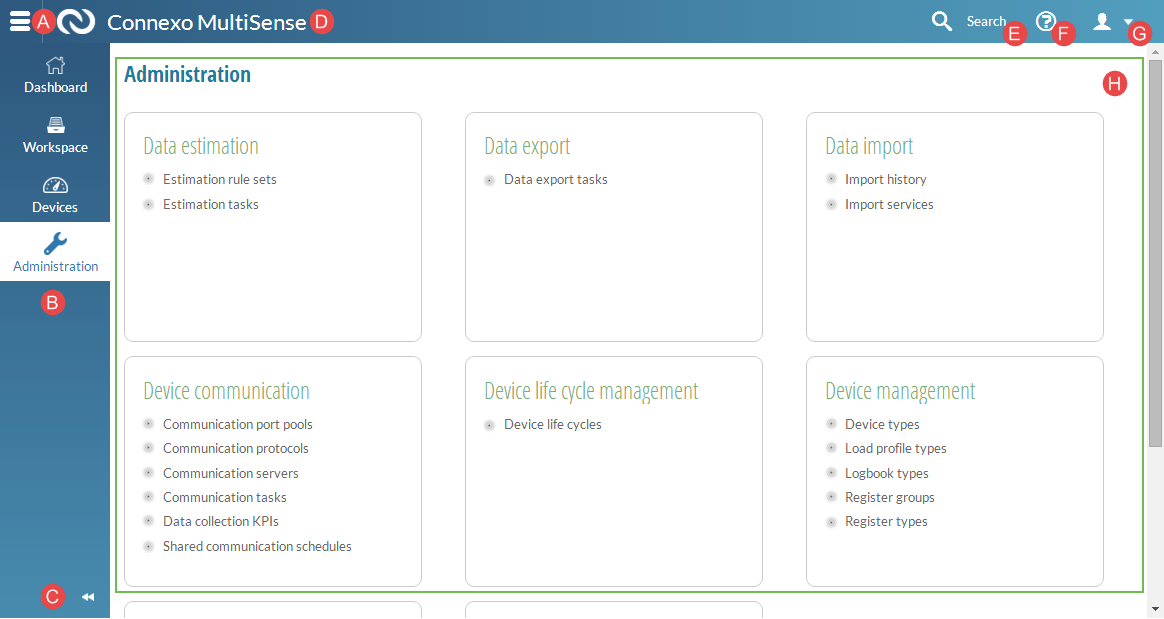 A Connexo MultiSense D Search E F G
Dashboard
Workspace
Devices
Administration
B
C
Administration
H
Data estimation
Estimation rule sets
Estimation tasks
Data export
Data export tasks
Data import
Import history
Import services
Device communication
Communication port pools
Communication protocols
Communication servers
Communication tasks
Data collection KPIs
Shared communication schedules
Device life cycle management
Device life cycles
Device management
Device types
Load profile types
Logbook types
Register groups
Register types